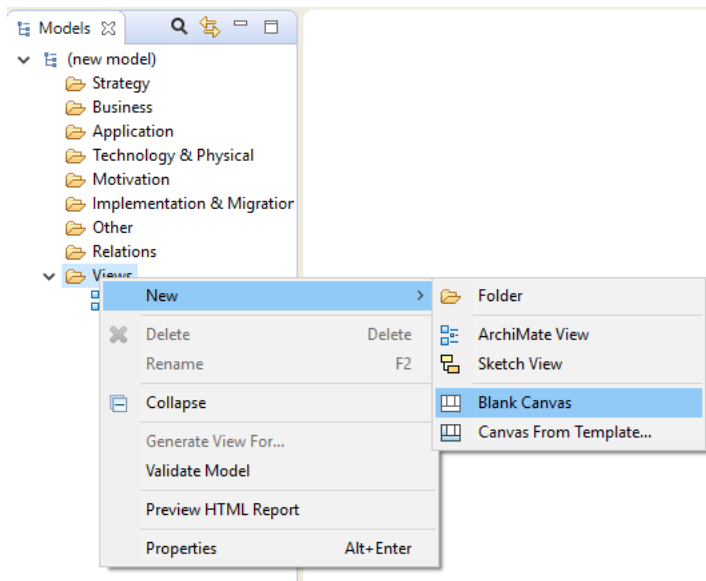 Models
(new model)
Strategy
Business
Application
Technology & Physical
Motivation
Implementation & Migration
Other
Relations
Views
New
Delete Delete
Rename F2
Collapse
Generate View For...
Validate Model
Preview HTML Report
Properties Alt+Enter
Folder
ArchiMate View
Sketch View
Blank Canvas
Canvas From Template...